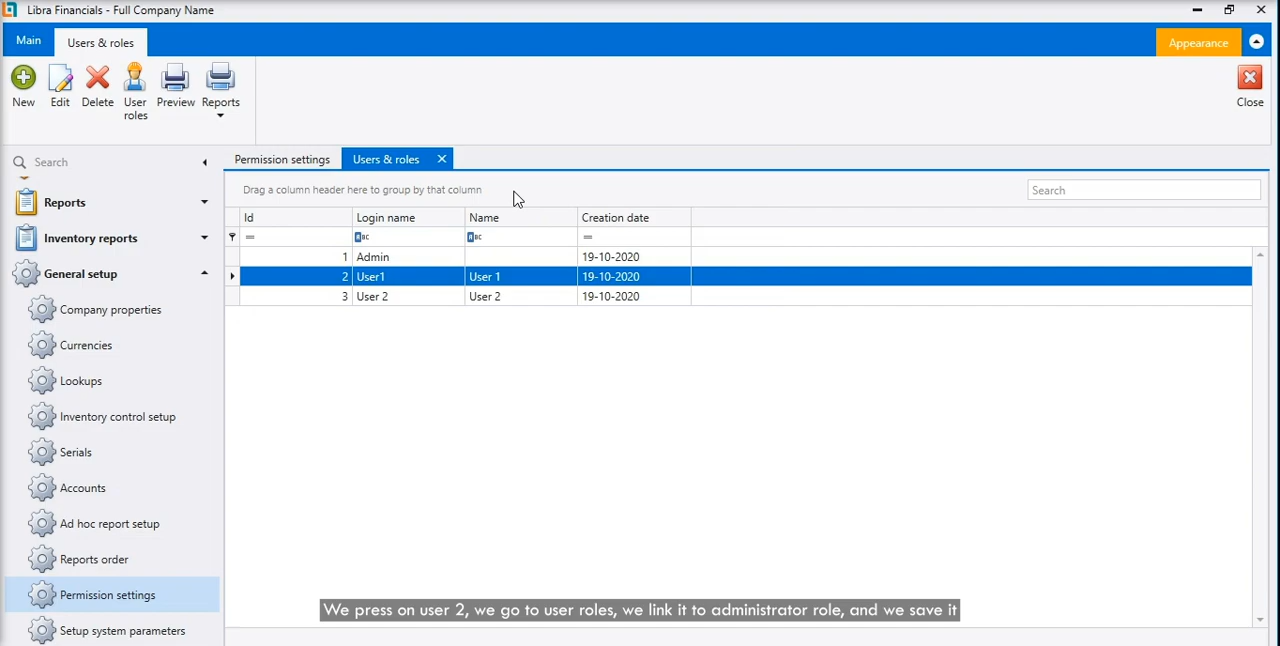 Libra Financials - Full Company Name
Main
Users & roles
Appearance
New
Edit
Delete
User roles
Preview
Reports
Close
Search
Permission settings
Users & roles
Reports
Inventory reports
General setup
Company properties
Currencies
Lookups
Inventory control setup
Serials
Accounts
Ad hoc report setup
Reports order
Permission settings
Setup system parameters
Drag a column header here to group by that column
Search
Id Login name Name Creation date
= ABC ABC =
1 Admin 19-10-2020
2 User1 User 1 19-10-2020
3 User 2 User 2 19-10-2020
We press on user 2, we go to user roles, we link it to administrator role, and we save it